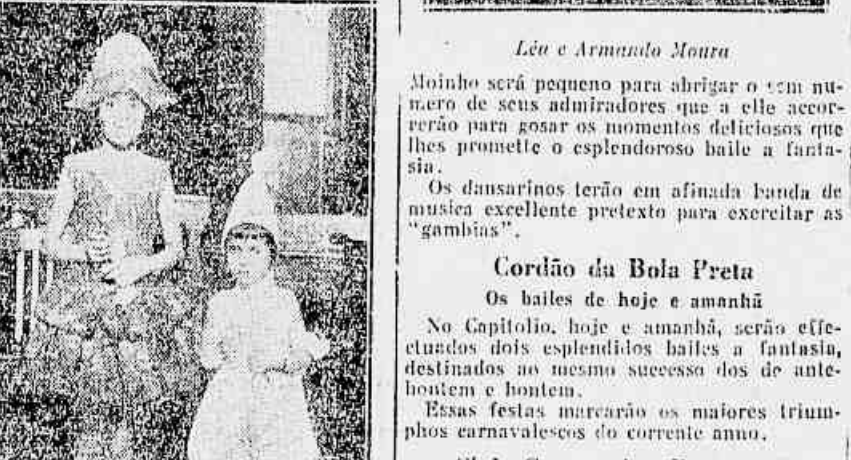 Léa e Armando Moura
Moinho será pequeno para abrigar o sem nu-
mero de seus admiradores que a elle accor-
rerão para gosar os momentos deliciosos que
lhes promette o esplendoroso baile a fanta-
sia.
Os dansarinos terão em afinada banda de
musica excellente pretexto para exercitar as
"gambias".
Cordão da Bola Preta
Os bailes de hoje e amanhã
No Capitolio, hoje e amanhã, serão effe-
ctuados dois esplendidos bailes a fantasia,
destinados ao mesmo successo dos de ante-
hontem e hontem.
Essas festas marcarão os maiores trium-
phos carnavalescos do corrente anno.